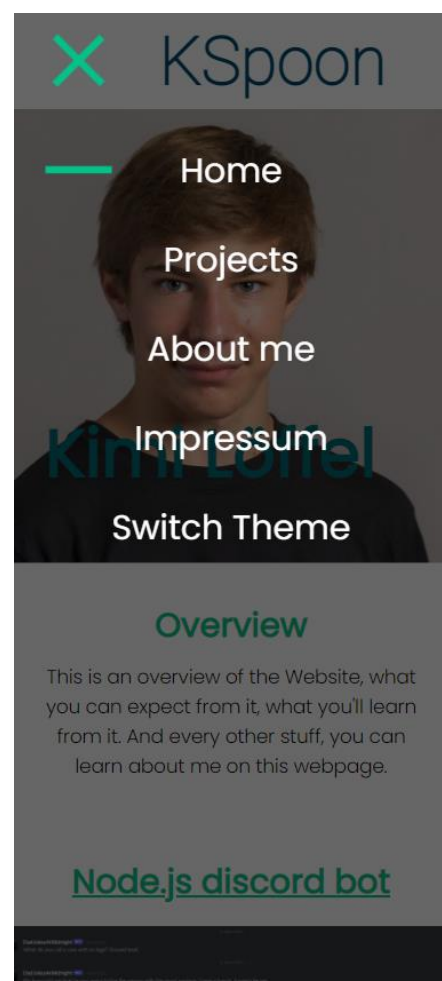 KSpoon
Home
Projects
About me
Kimi Löffel
Impressum
Switch Theme
Overview
This is an overview of the Website, what
you can expect from it, what you'll learn
from it. And every other stuff, you can
learn about me on this webpage.
Node.js discord bot